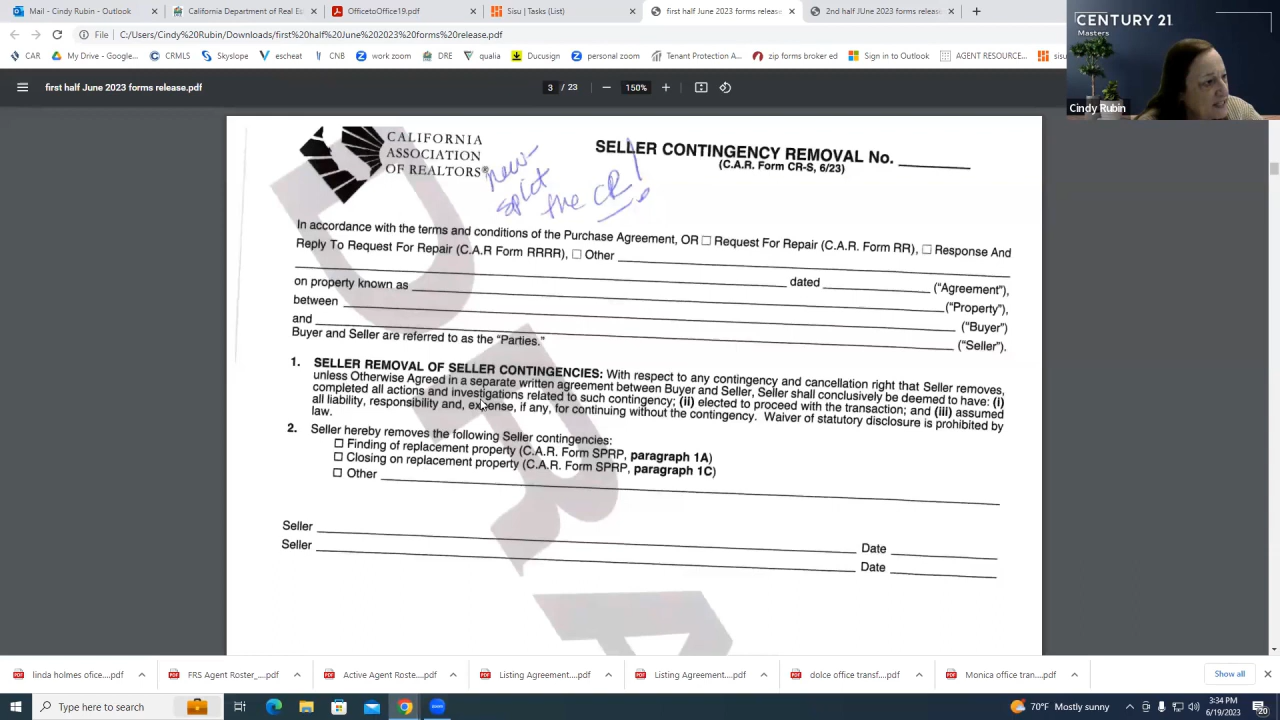 Mail - Cindy Rubin - Outlook
California Department of Real Est
OfficetoOffice19.pdf
Sisu | Tasks (List)
first half June 2023 forms release
2nd half JUne 2023 forms release
File
C:/Users/Cindy%20Rubin/Downloads/first%20half%20June%202023%20forms%20release.pdf
CAR
My Drive - Google...
CRMLS
Skyslope
escheat
CNB
work zoom
DRE
qualia
Ducusign
personal zoom
Tenant Protection A...
zip forms broker ed
Sign in to Outlook
AGENT RESOURCE...
sisu
CENTURY 21
Masters
Cindy Rubin
first half June 2023 forms release.pdf
3 / 23
150%
CALIFORNIA
ASSOCIATION
OF REALTORS®
new-
split
the CR!
SELLER CONTINGENCY REMOVAL No.
(C.A.R. Form CR-S, 6/23)
In accordance with the terms and conditions of the Purchase Agreement, OR ☐ Request For Repair (C.A.R. Form RR), ☐ Response And
Reply To Request For Repair (C.A.R Form RRRR), ☐ Other
dated ("Agreement"),
on property known as ("Property"),
between ("Buyer")
and ("Seller").
Buyer and Seller are referred to as the "Parties."
1. SELLER REMOVAL OF SELLER CONTINGENCIES: With respect to any contingency and cancellation right that Seller removes,
unless Otherwise Agreed in a separate written agreement between Buyer and Seller, Seller shall conclusively be deemed to have: (i)
completed all actions and investigations related to such contingency; (ii) elected to proceed with the transaction; and (iii) assumed
all liability, responsibility and, expense, if any, for continuing without the contingency. Waiver of statutory disclosure is prohibited by
law.
2. Seller hereby removes the following Seller contingencies:
☐ Finding of replacement property (C.A.R. Form SPRP, paragraph 1A)
☐ Closing on replacement property (C.A.R. Form SPRP, paragraph 1C)
☐ Other
Seller Date
Seller Date
linda holmes ofice....pdf
FRS Agent Roster_....pdf
Active Agent Roste....pdf
Listing Agreement....pdf
Listing Agreement....pdf
dolce office transf....pdf
Monica office tran....pdf
Show all
Type here to search
70°F Mostly sunny
3:34 PM
6/19/2023
20